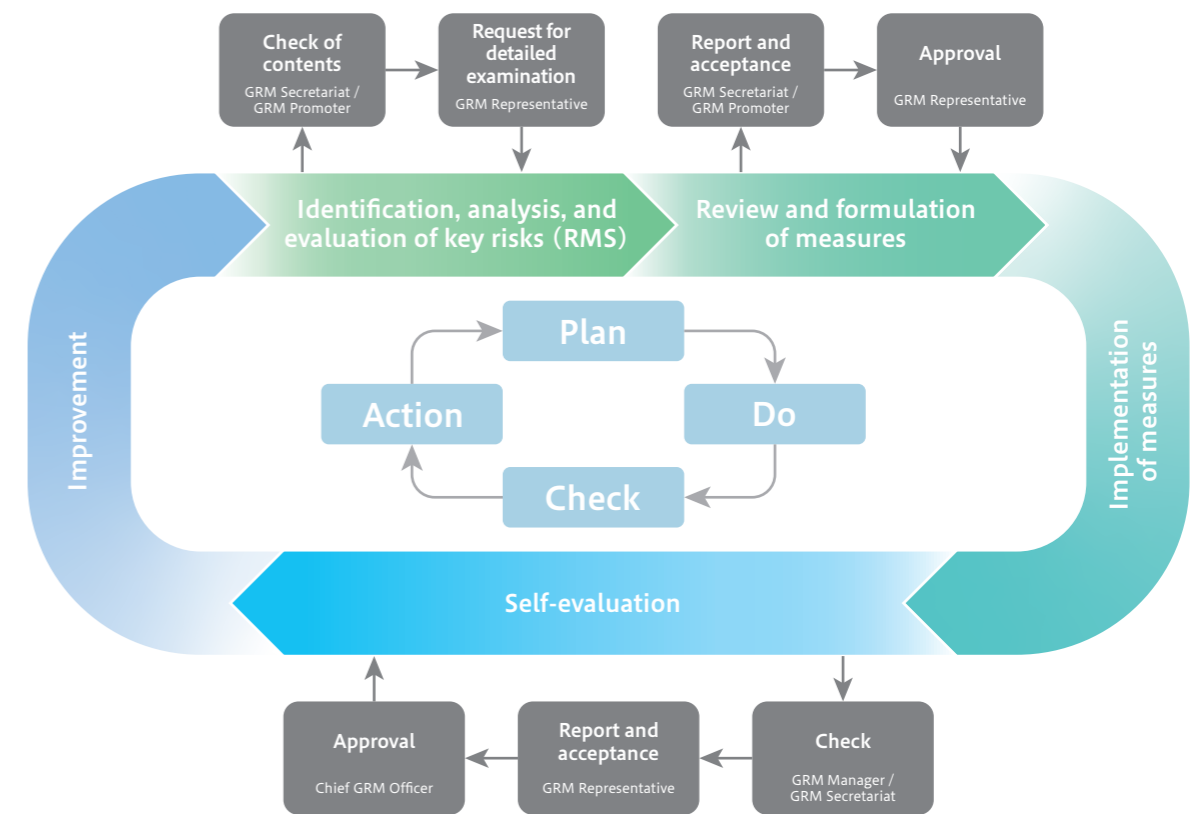 Check of
contents
GRM Secretariat /
GRM Promoter
Request for
detailed
examination
GRM Representative
Report and
acceptance
GRM Secretariat /
GRM Promoter
Approval
GRM Representative
Identification, analysis, and
evaluation of key risks (RMS)
Review and formulation
of measures
Improvement
Plan
Action
Do
Check
Implementation
of measures
Self-evaluation
Approval
Chief GRM Officer
Report and
acceptance
GRM Representative
Check
GRM Manager /
GRM Secretariat